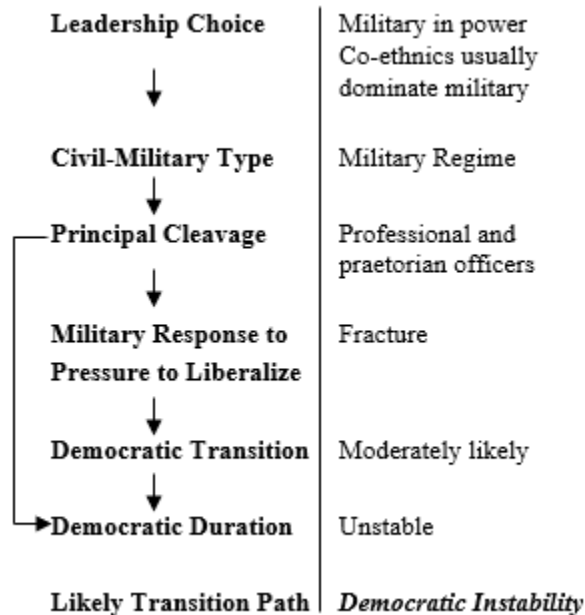 Leadership Choice
Military in power
Co-ethnics usually
dominate military
Civil-Military Type
Military Regime
Principal Cleavage
Professional and
praetorian officers
Military Response to
Pressure to Liberalize
Fracture
Democratic Transition
Moderately likely
Democratic Duration
Unstable
Likely Transition Path
Democratic Instability